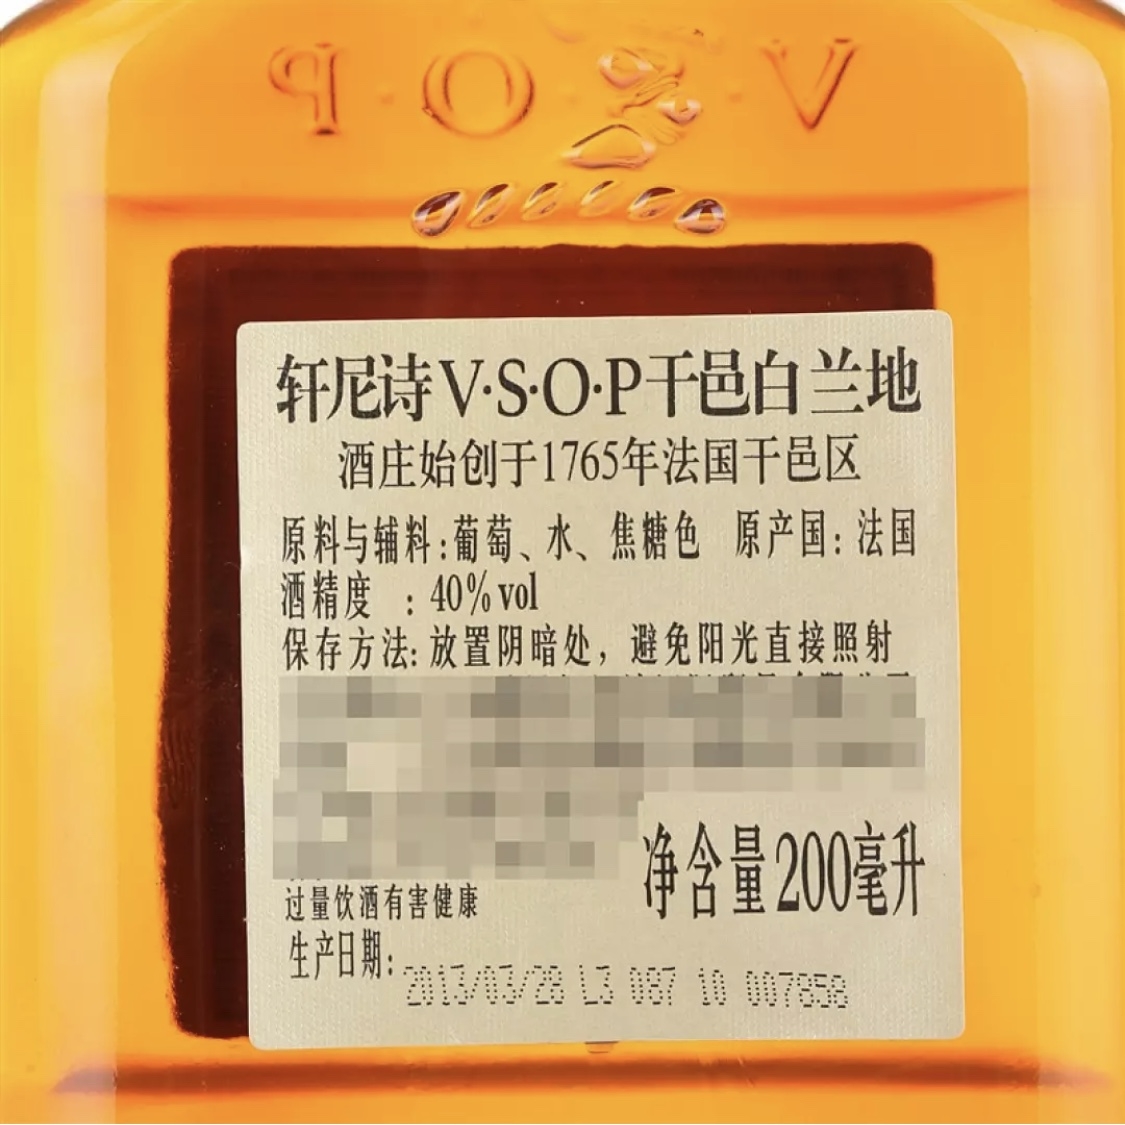 V·S·O·P
轩尼诗V·S·O·P干邑白兰地
酒庄始创于1765年法国干邑区
原料与辅料:葡萄、水、焦糖色 原产国:法国
酒精度 :40%vol
保存方法:放置阴暗处，避免阳光直接照射
净含量200毫升
过量饮酒有害健康
生产日期:2013/03/28 L3 087 10 007858